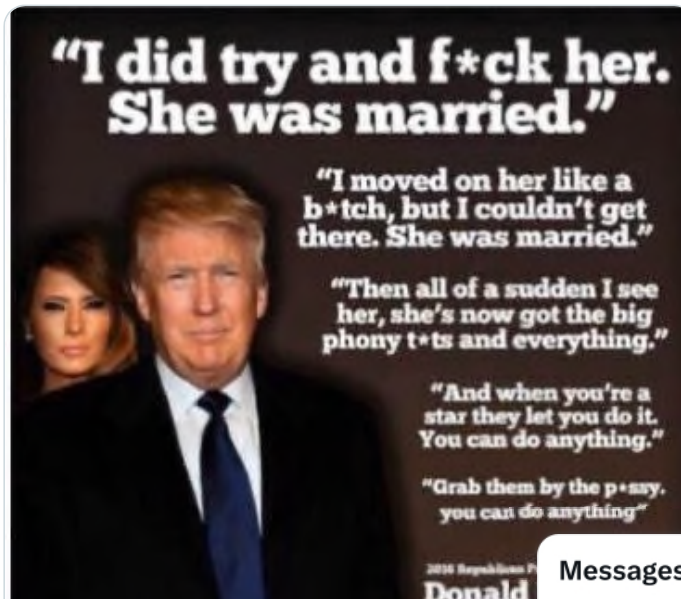 “I did try and f*ck her.
She was married.”
“I moved on her like a
b*tch, but I couldn’t get
there. She was married.”
“Then all of a sudden I see
her, she’s now got the big
phony t*ts and everything.”
“And when you’re a
star they let you do it.
You can do anything.”
“Grab them by the p*ssy.
you can do anything”
2016 Republican
Donald
Messages